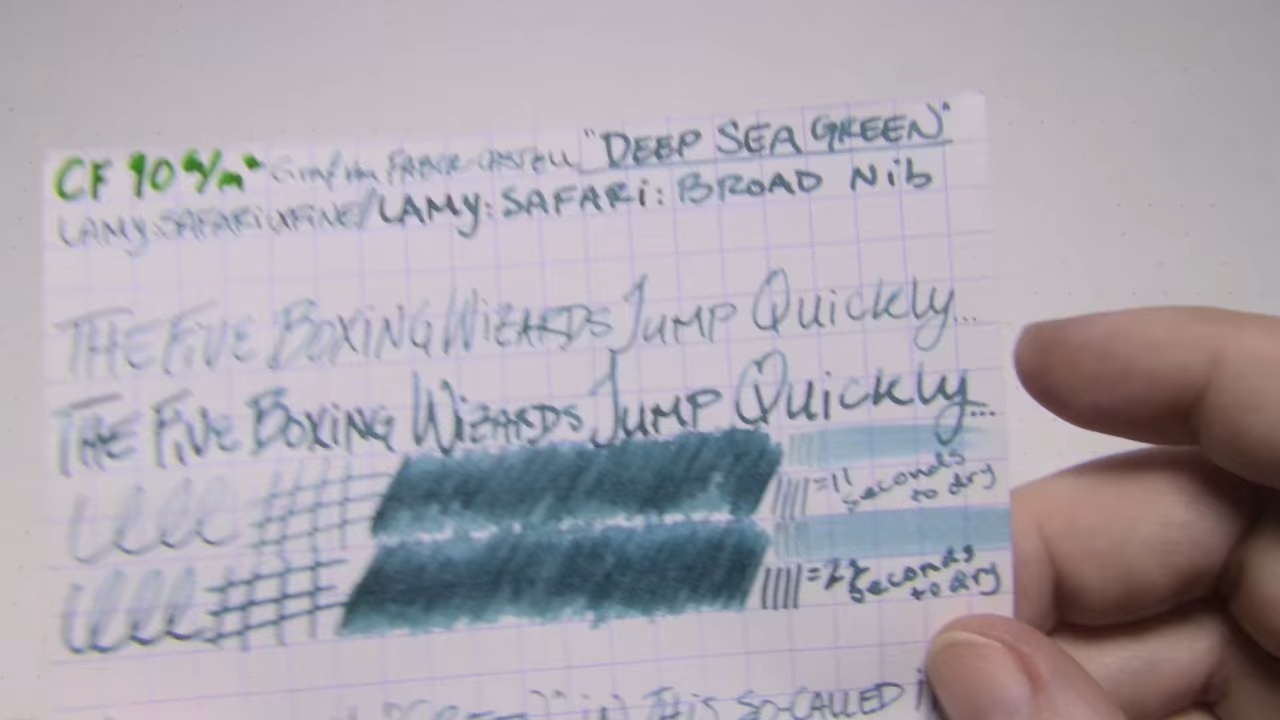 CF 90 g/m² Graf von FABER-CASTELL "DEEP SEA GREEN"
LAMY: SAFARI XFINE/LAMY: SAFARI: BROAD Nib
THE FIVE BOXING WIZARDS JUMP QUICKLY...
THE FIVE BOXING WIZARDS JUMP QUICKLY...
=11 seconds to dry
=22 seconds to dry
IN THIS SO-CALLED